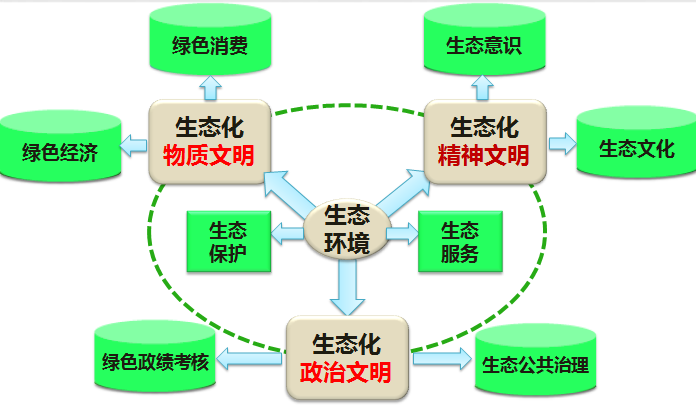 绿色消费
生态意识
绿色经济
生态化
物质文明
生态化
精神文明
生态文化
生态
环境
生态
保护
生态
服务
绿色政绩考核
生态化
政治文明
生态公共治理